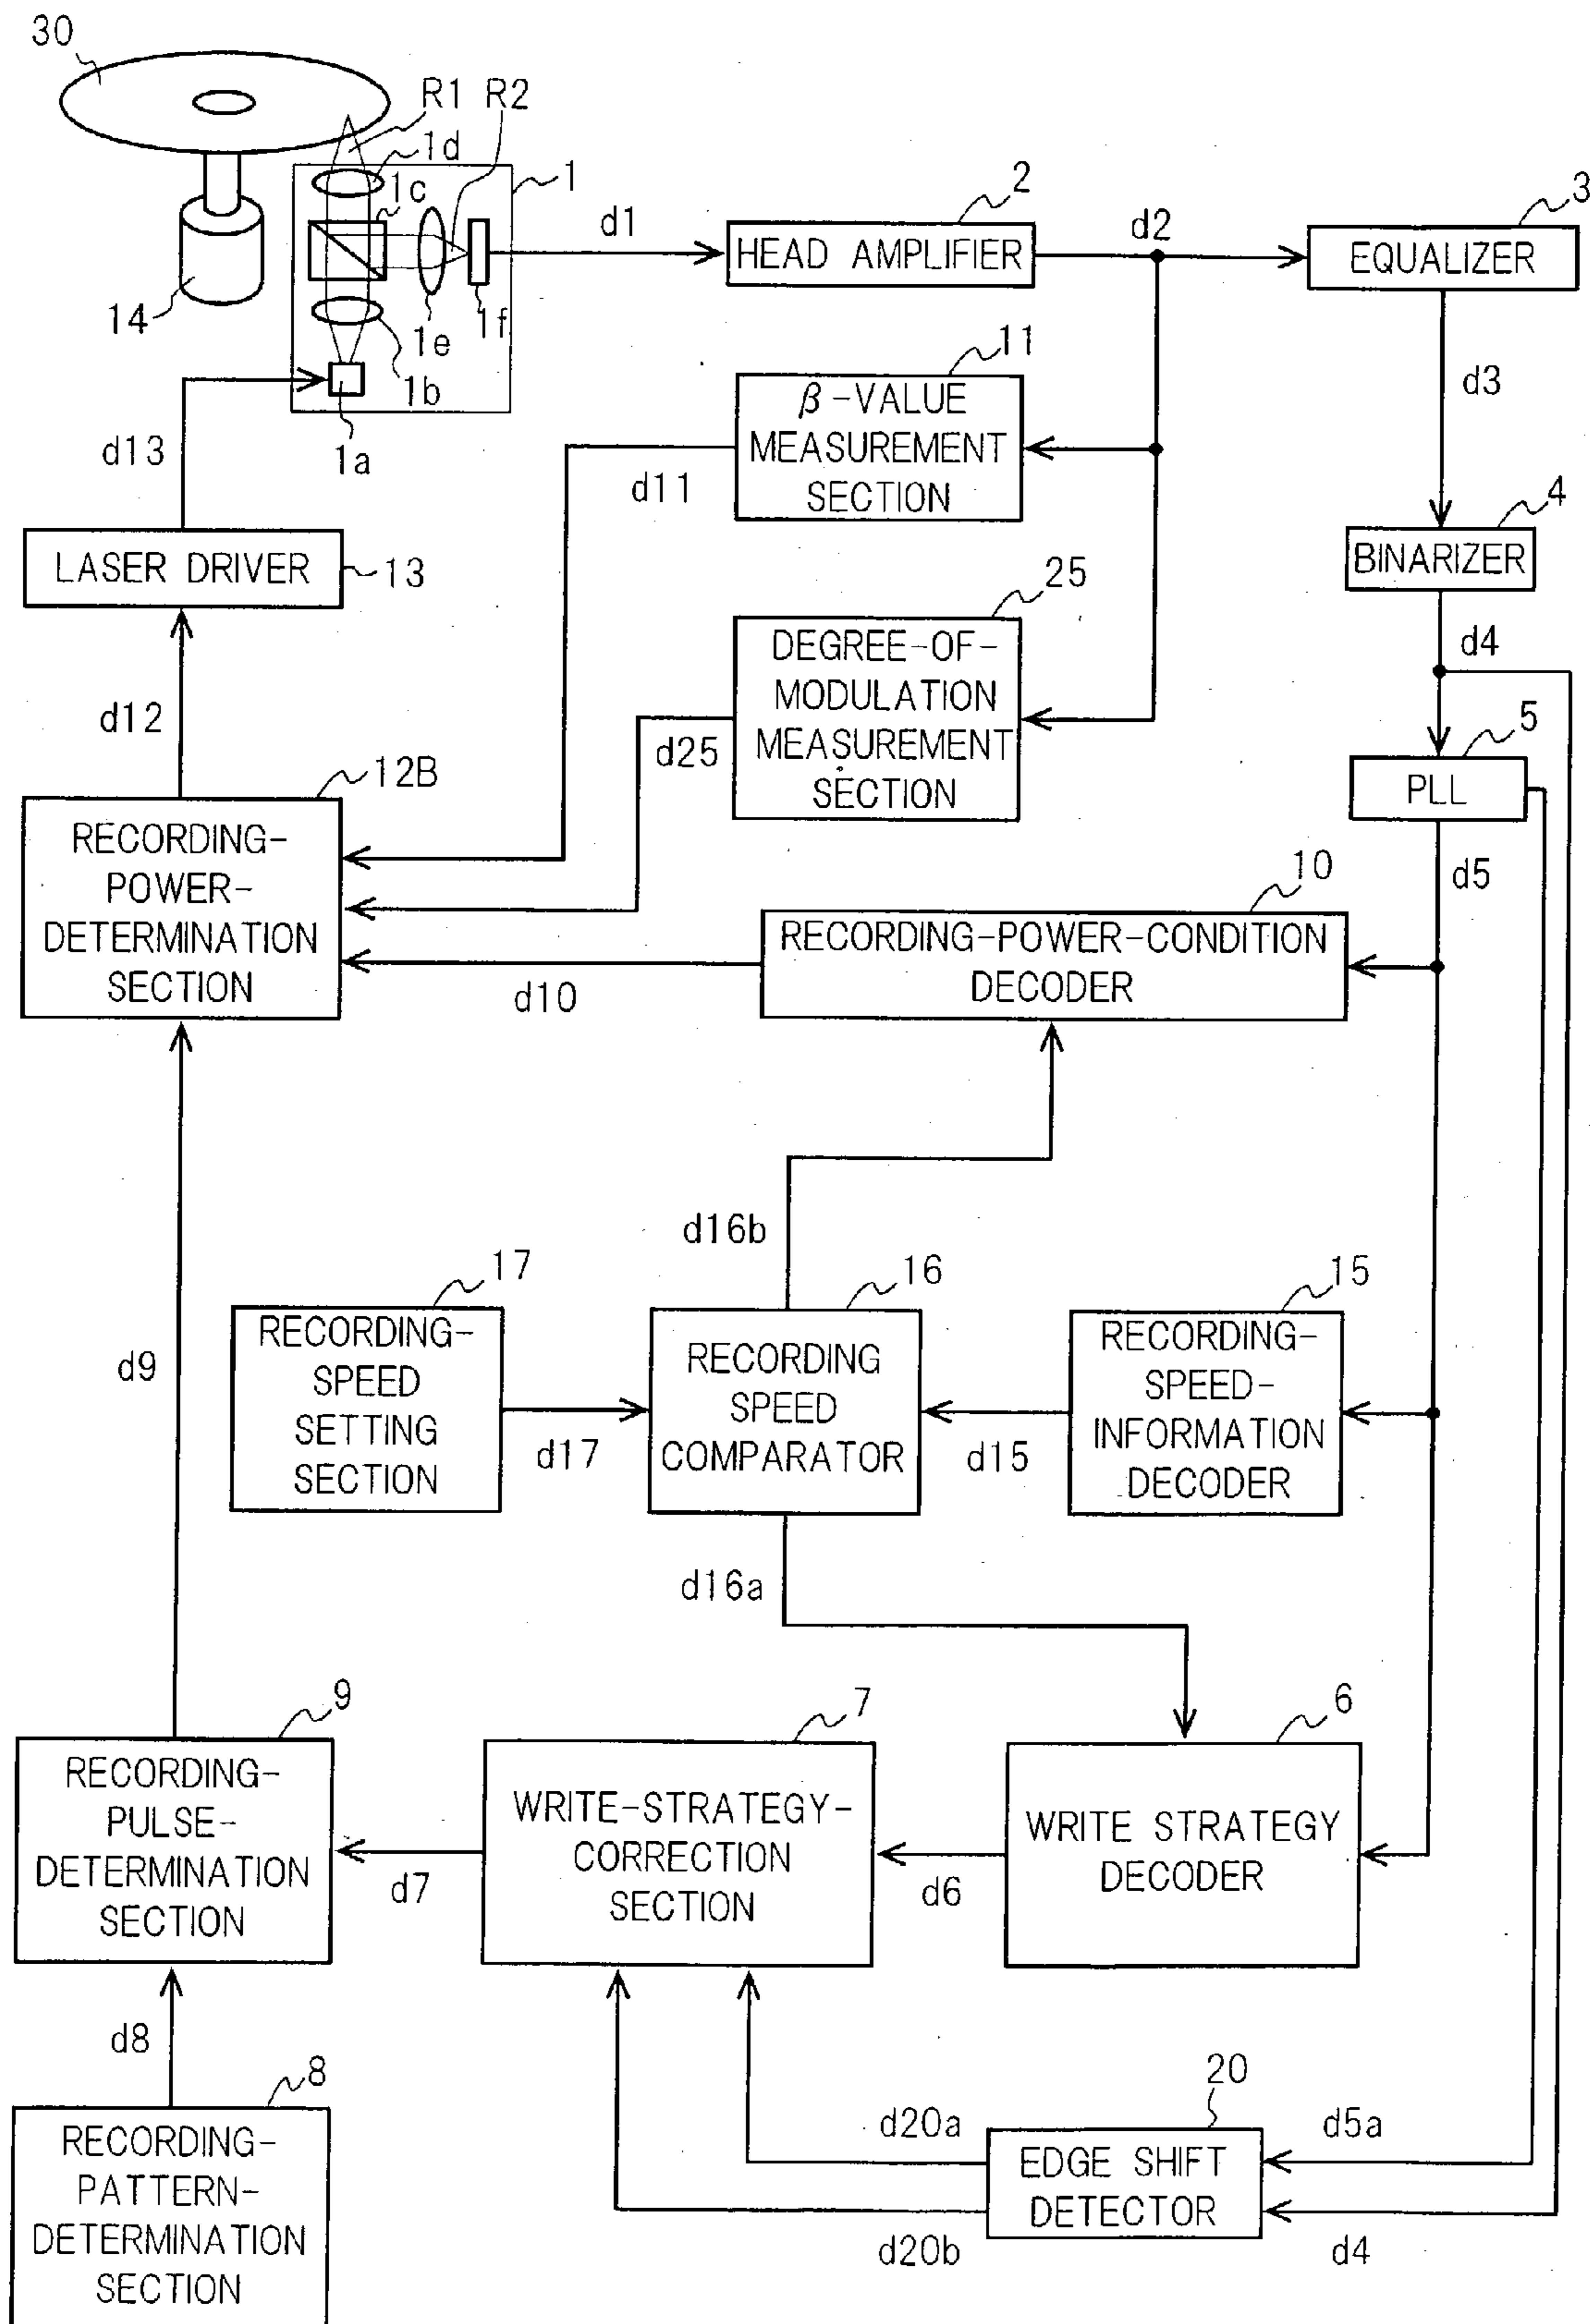 30
R1 R2
1d
1c
1
d1
2
HEAD AMPLIFIER
d2
3
EQUALIZER
14
1e
1f
1b
1a
d3
11
β-VALUE
MEASUREMENT
SECTION
d11
d13
4
BINARIZER
LASER DRIVER
13
25
DEGREE-OF-
MODULATION
MEASUREMENT
SECTION
d25
d4
d12
5
PLL
12B
RECORDING-
POWER-
DETERMINATION
SECTION
10
d5
RECORDING-POWER-CONDITION
DECODER
d10
d16b
17
RECORDING-
SPEED
SETTING
SECTION
d17
16
RECORDING
SPEED
COMPARATOR
15
RECORDING-
SPEED-
INFORMATION
DECODER
d15
d9
d16a
9
RECORDING-
PULSE-
DETERMINATION
SECTION
7
WRITE-STRATEGY-
CORRECTION
SECTION
6
WRITE STRATEGY
DECODER
d7
d6
d8
8
RECORDING-
PATTERN-
DETERMINATION
SECTION
20
EDGE SHIFT
DETECTOR
d20a
d5a
d20b
d4